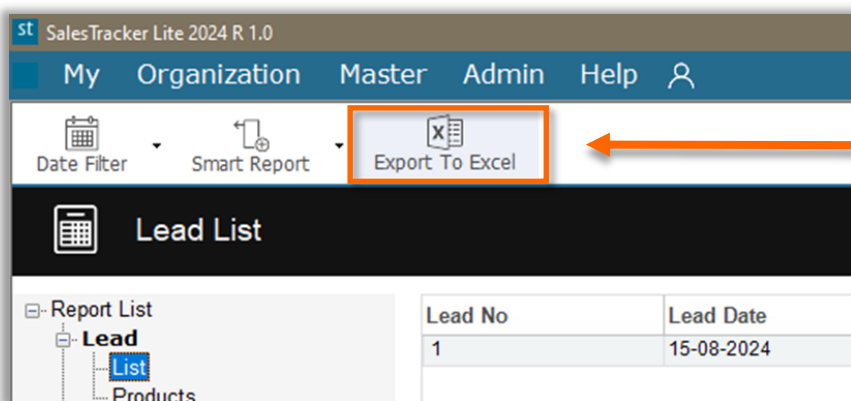 st SalesTracker Lite 2024 R 1.0
My Organization Master Admin Help
Date Filter Smart Report Export To Excel
Lead List
Report List
Lead
List
Products
Lead No Lead Date
1 15-08-2024